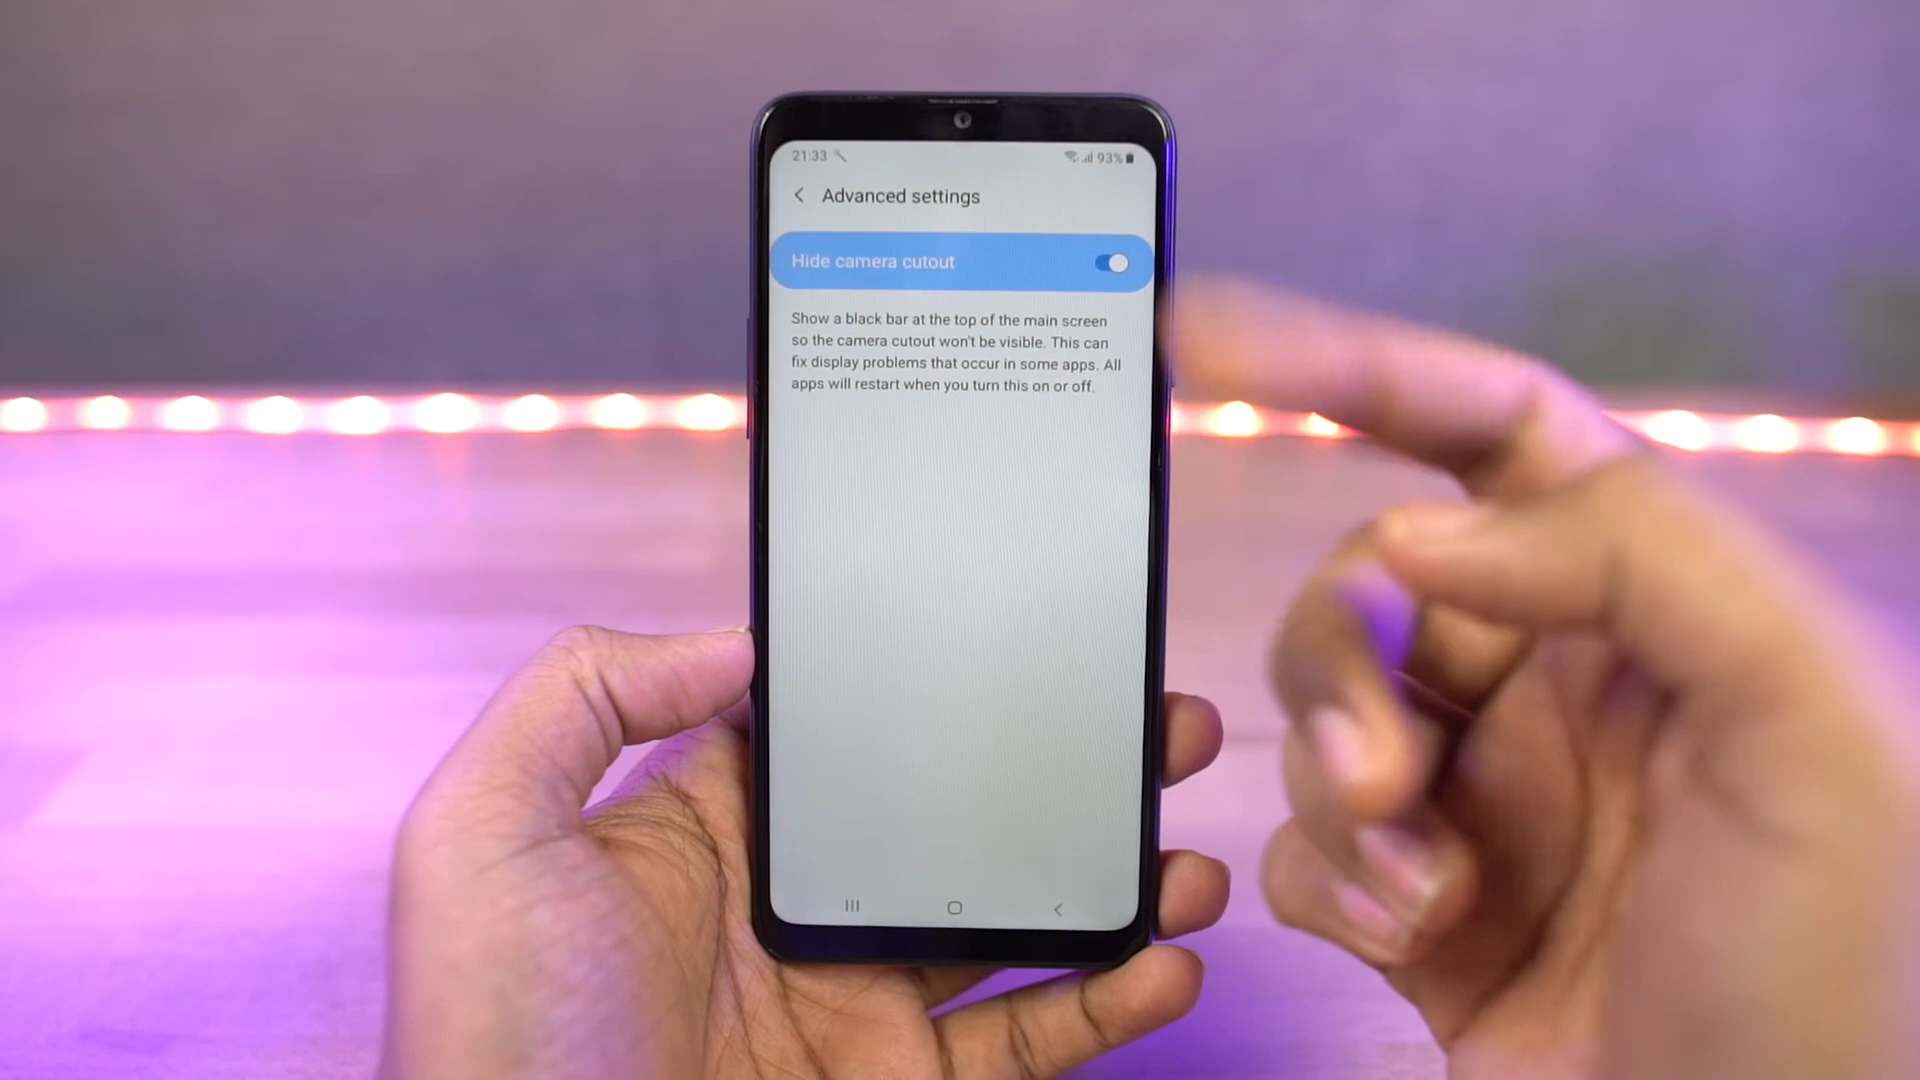 21:33 93%
Advanced settings
Hide camera cutout
Show a black bar at the top of the main screen
so the camera cutout won't be visible. This can
fix display problems that occur in some apps. All
apps will restart when you turn this on or off.